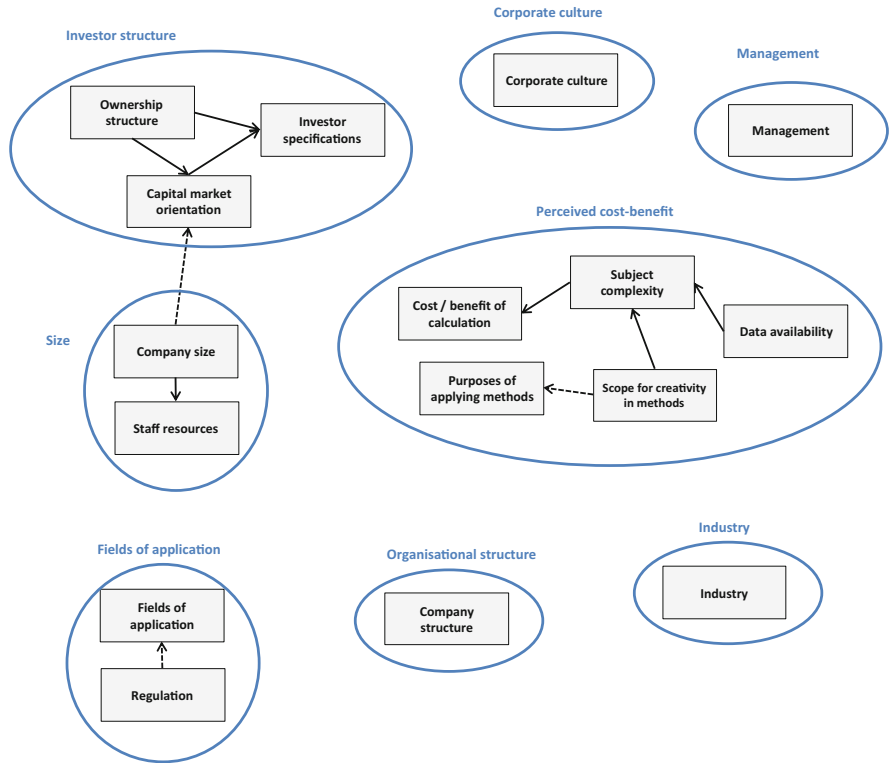 Corporate culture
Investor structure
Corporate culture
Management
Ownership
structure
Investor
specifications
Management
Capital market
orientation
Perceived cost-benefit
Subject
complexity
Cost / benefit of
calculation
Data availability
Size
Company size
Purposes of
applying methods
Scope for creativity
in methods
Staff resources
Industry
Fields of application
Organisational structure
Fields of
application
Company
structure
Industry
Regulation